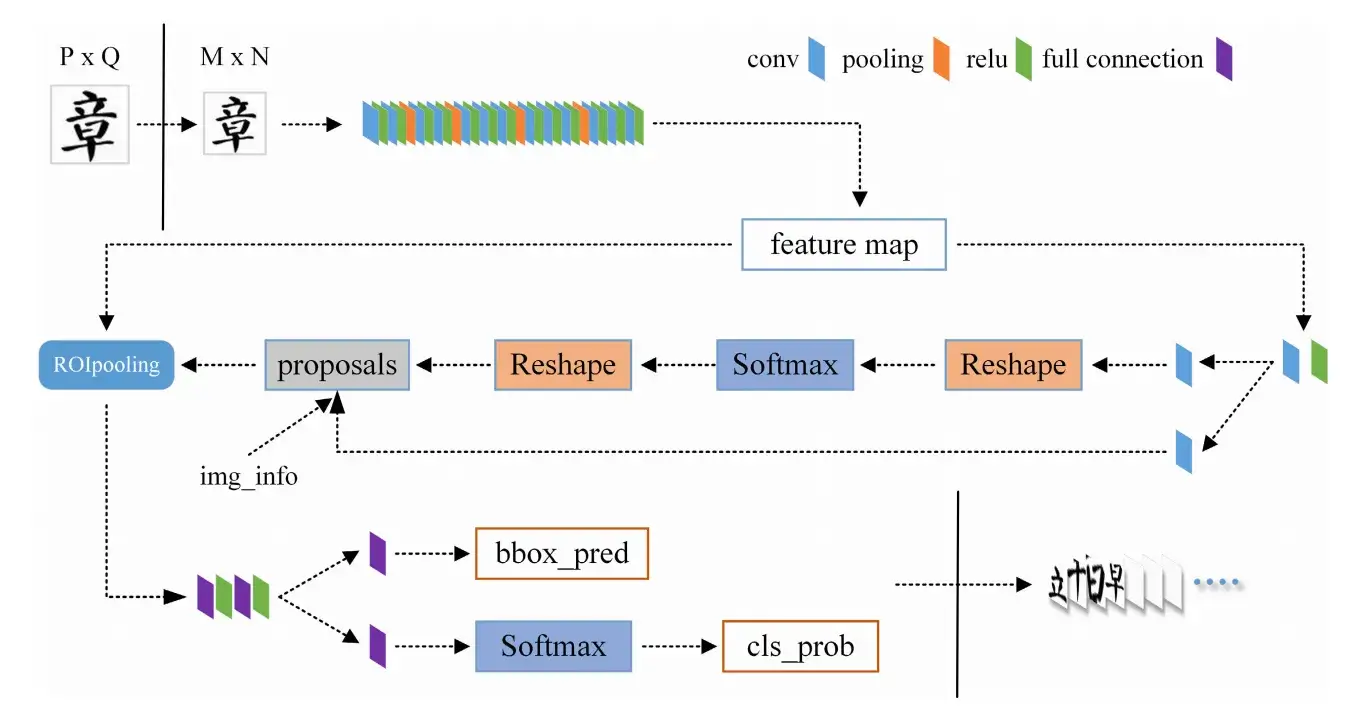 P x Q
M x N
conv pooling relu full connection
章
章
feature map
ROIpooling
proposals
Reshape
Softmax
Reshape
img_info
bbox_pred
立十日早
Softmax
cls_prob